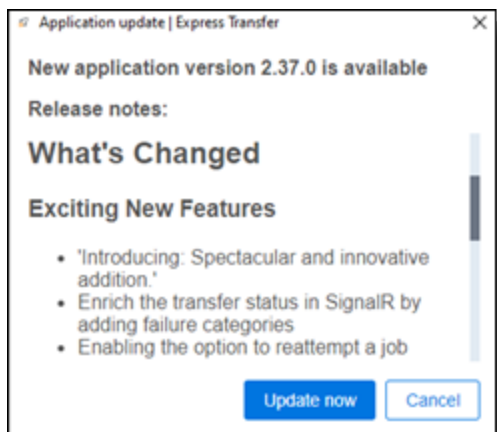 Application update | Express Transfer
New application version 2.37.0 is available
Release notes:
What's Changed
Exciting New Features
• 'Introducing: Spectacular and innovative
addition.'
• Enrich the transfer status in SignalR by
adding failure categories
• Enabling the option to reattempt a job
Update now Cancel